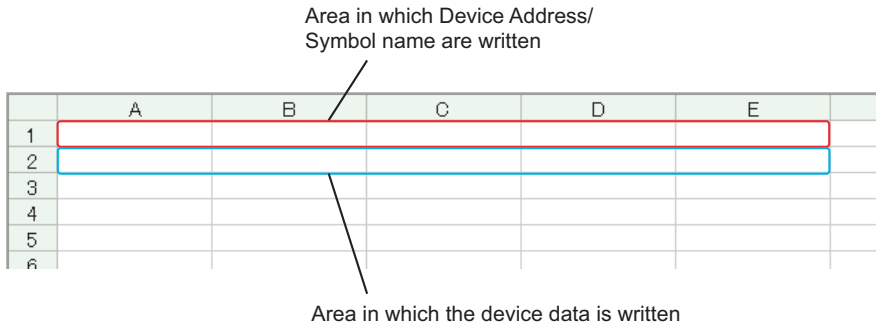 Area in which Device Address/
Symbol name are written
A B C D E
1
2
3
4
5
6
Area in which the device data is written